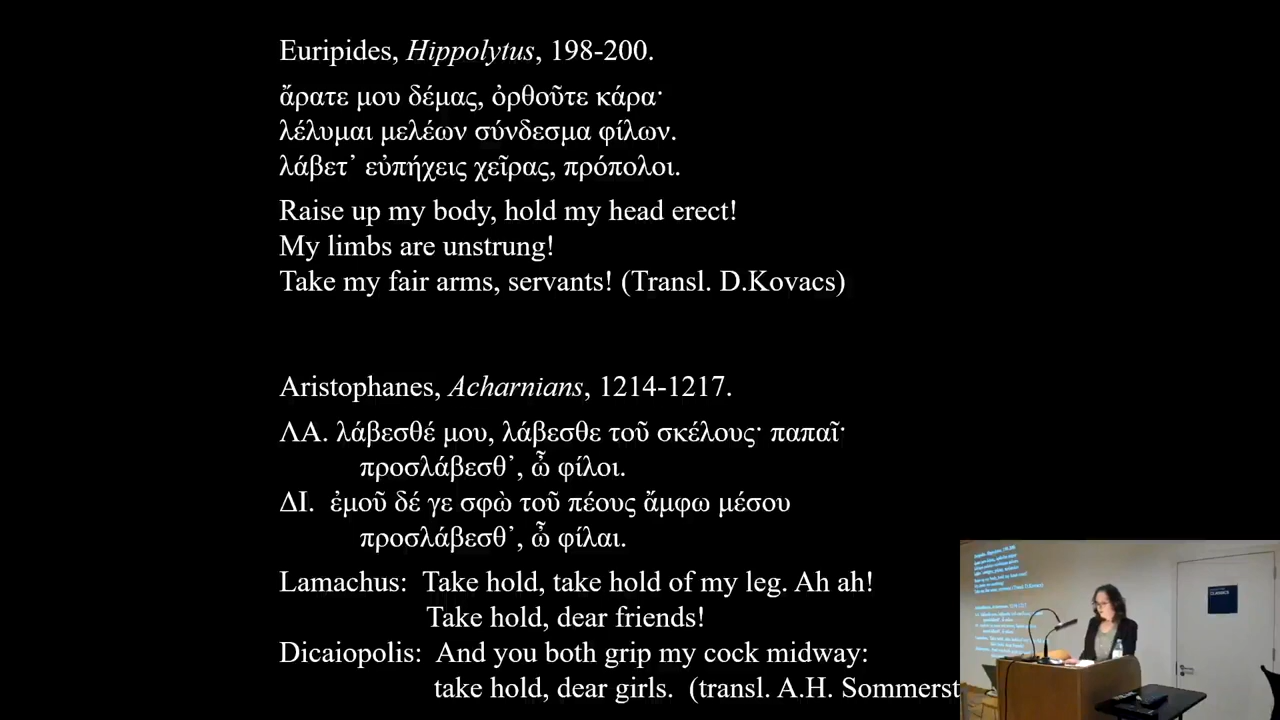 Euripides, Hippolytus, 198-200.
ἄρατε μου δέμας, ὀρθοῦτε κάρα·
λέλυμαι μελέων σύνδεσμα φίλων.
λάβετ᾽ εὐπήχεις χεῖρας, πρόπολοι.
Raise up my body, hold my head erect!
My limbs are unstrung!
Take my fair arms, servants! (Transl. D.Kovacs)
Aristophanes, Acharnians, 1214-1217.
ΛΑ. λάβεσθέ μου, λάβεσθε τοῦ σκέλους· παπαῖ·
προσλάβεσθ᾽, ὦ φίλοι.
ΔΙ. ἐμοῦ δέ γε σφὼ τοῦ πέους ἄμφω μέσου
προσλάβεσθ᾽, ὦ φίλαι.
Lamachus: Take hold, take hold of my leg. Ah ah!
Take hold, dear friends!
Dicaiopolis: And you both grip my cock midway:
take hold, dear girls. (transl. A.H. Sommerst
CLASSICS